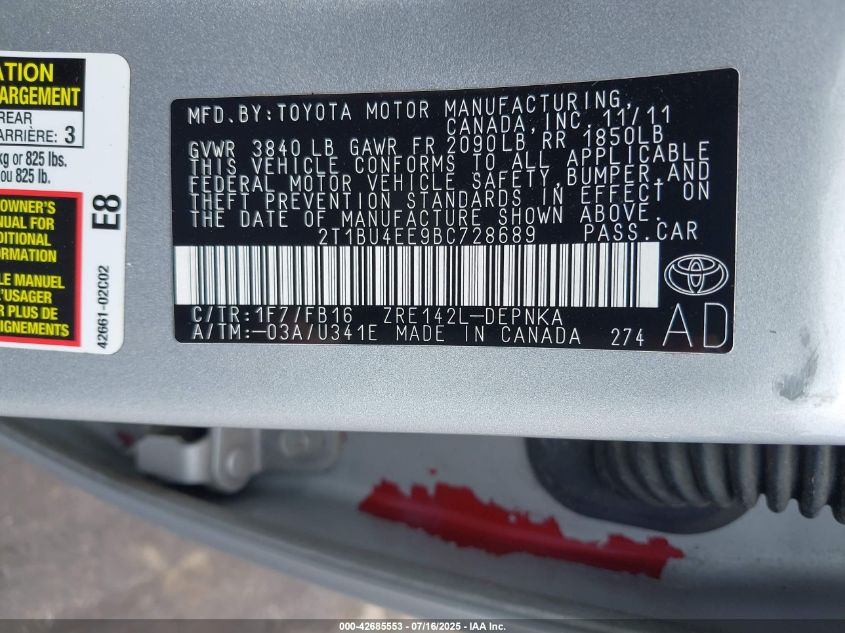 ATION
ARGEMENT
REAR
ARRIÈRE: 3
kg or 825 lbs.
ou 825 lb.
OWNER'S
NUAL FOR
DITIONAL
FORMATION
LE MANUEL
L'USAGER
R PLUS DE
SEIGNEMENTS
E8
42661-02C02
MFD.BY:TOYOTA MOTOR MANUFACTURING,
CANADA, INC. 11/11
GVWR 3840 LB GAWR FR 2090LB RR 1850LB
THIS VEHICLE CONFORMS TO ALL APPLICABLE
FEDERAL MOTOR VEHICLE SAFETY,BUMPER,AND
THEFT PREVENTION STANDARDS IN EFFECT ON
THE DATE OF MANUFACTURE SHOWN ABOVE.
2T1BU4EE9BC728689 PASS.CAR
C/TR:1F7/FB16 ZRE142L-DEPNKA
A/TM:-03A/U341E MADE IN CANADA 274
AD
000-42685553 | 07/16/2025 - IAA Inc.